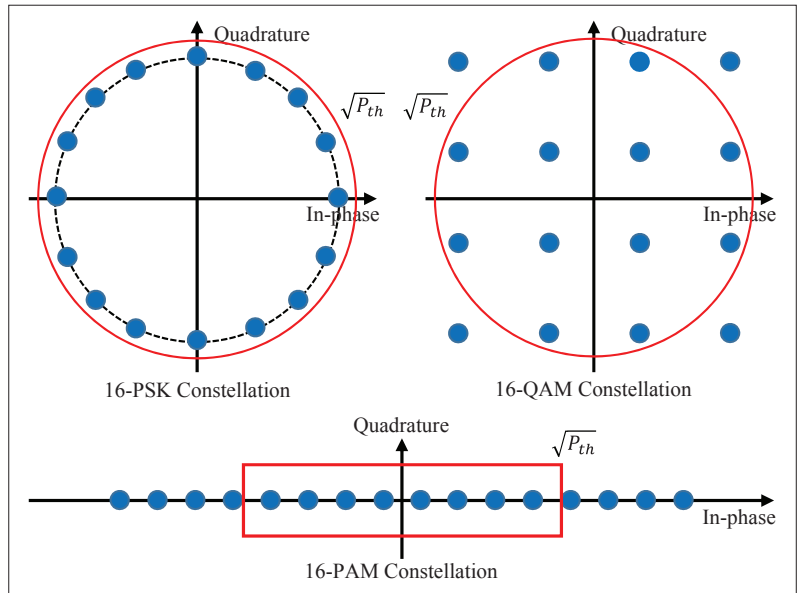 Quadrature
√P_th
In-phase
16-PSK Constellation
Quadrature
√P_th
In-phase
16-QAM Constellation
Quadrature
√P_th
In-phase
16-PAM Constellation